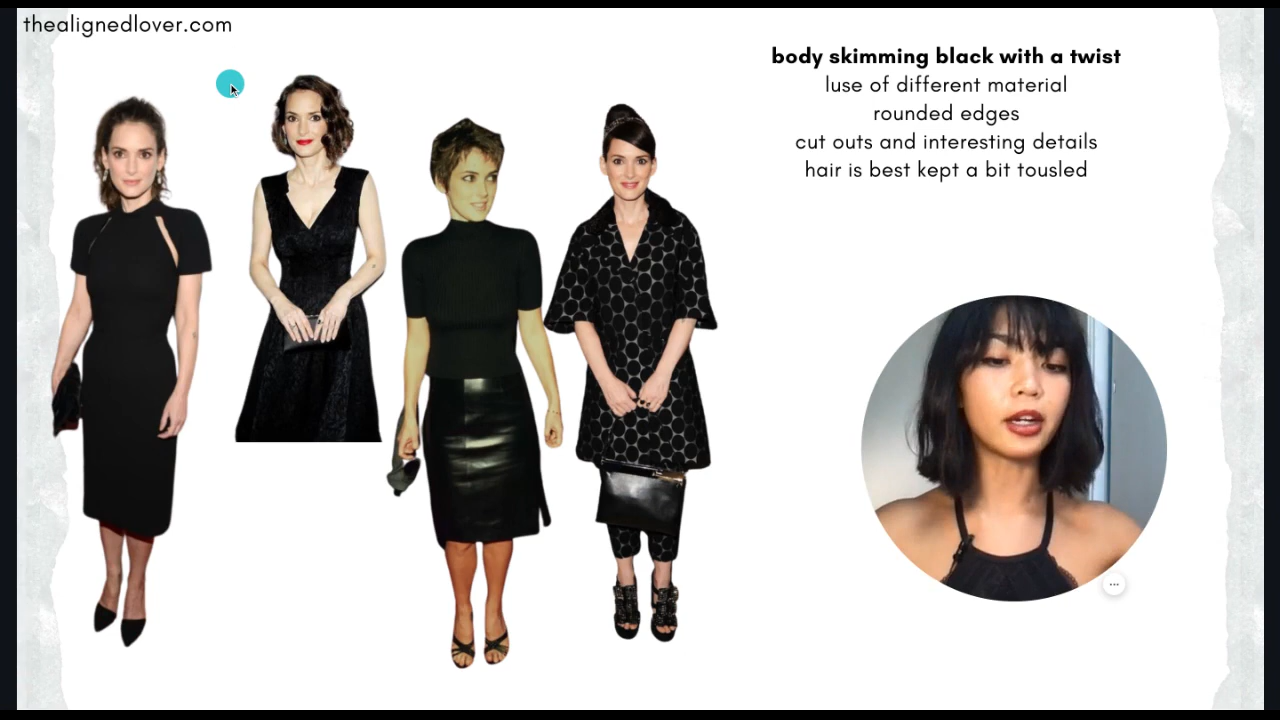 thealignedlover.com
body skimming black with a twist
luse of different material
rounded edges
cut outs and interesting details
hair is best kept a bit tousled